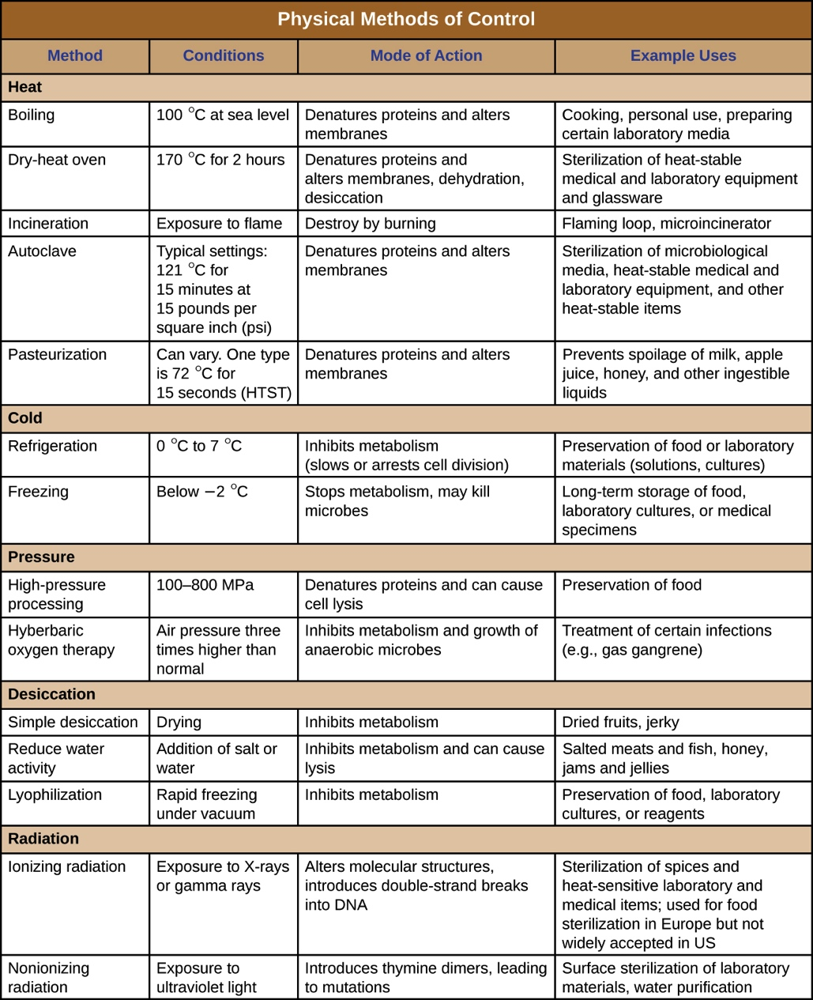 Physical Methods of Control
Method
Conditions
Mode of Action
Example Uses
Heat
Boiling
100 °C at sea level
Denatures proteins and alters
membranes
Cooking, personal use, preparing
certain laboratory media
Dry-heat oven
170 °C for 2 hours
Denatures proteins and
alters membranes, dehydration,
desiccation
Sterilization of heat-stable
medical and laboratory equipment
and glassware
Incineration
Exposure to flame
Destroy by burning
Flaming loop, microincinerator
Autoclave
Typical settings:
121 °C for
15 minutes at
15 pounds per
square inch (psi)
Denatures proteins and alters
membranes
Sterilization of microbiological
media, heat-stable medical and
laboratory equipment, and other
heat-stable items
Pasteurization
Can vary. One type
is 72 °C for
15 seconds (HTST)
Denatures proteins and alters
membranes
Prevents spoilage of milk, apple
juice, honey, and other ingestible
liquids
Cold
Refrigeration
0 °C to 7 °C
Inhibits metabolism
(slows or arrests cell division)
Preservation of food or laboratory
materials (solutions, cultures)
Freezing
Below −2 °C
Stops metabolism, may kill
microbes
Long-term storage of food,
laboratory cultures, or medical
specimens
Pressure
High-pressure
processing
100–800 MPa
Denatures proteins and can cause
cell lysis
Preservation of food
Hyberbaric
oxygen therapy
Air pressure three
times higher than
normal
Inhibits metabolism and growth of
anaerobic microbes
Treatment of certain infections
(e.g., gas gangrene)
Desiccation
Simple desiccation
Drying
Inhibits metabolism
Dried fruits, jerky
Reduce water
activity
Addition of salt or
water
Inhibits metabolism and can cause
lysis
Salted meats and fish, honey,
jams and jellies
Lyophilization
Rapid freezing
under vacuum
Inhibits metabolism
Preservation of food, laboratory
cultures, or reagents
Radiation
Ionizing radiation
Exposure to X-rays
or gamma rays
Alters molecular structures,
introduces double-strand breaks
into DNA
Sterilization of spices and
heat-sensitive laboratory and
medical items; used for food
sterilization in Europe but not
widely accepted in US
Nonionizing
radiation
Exposure to
ultraviolet light
Introduces thymine dimers, leading
to mutations
Surface sterilization of laboratory
materials, water purification